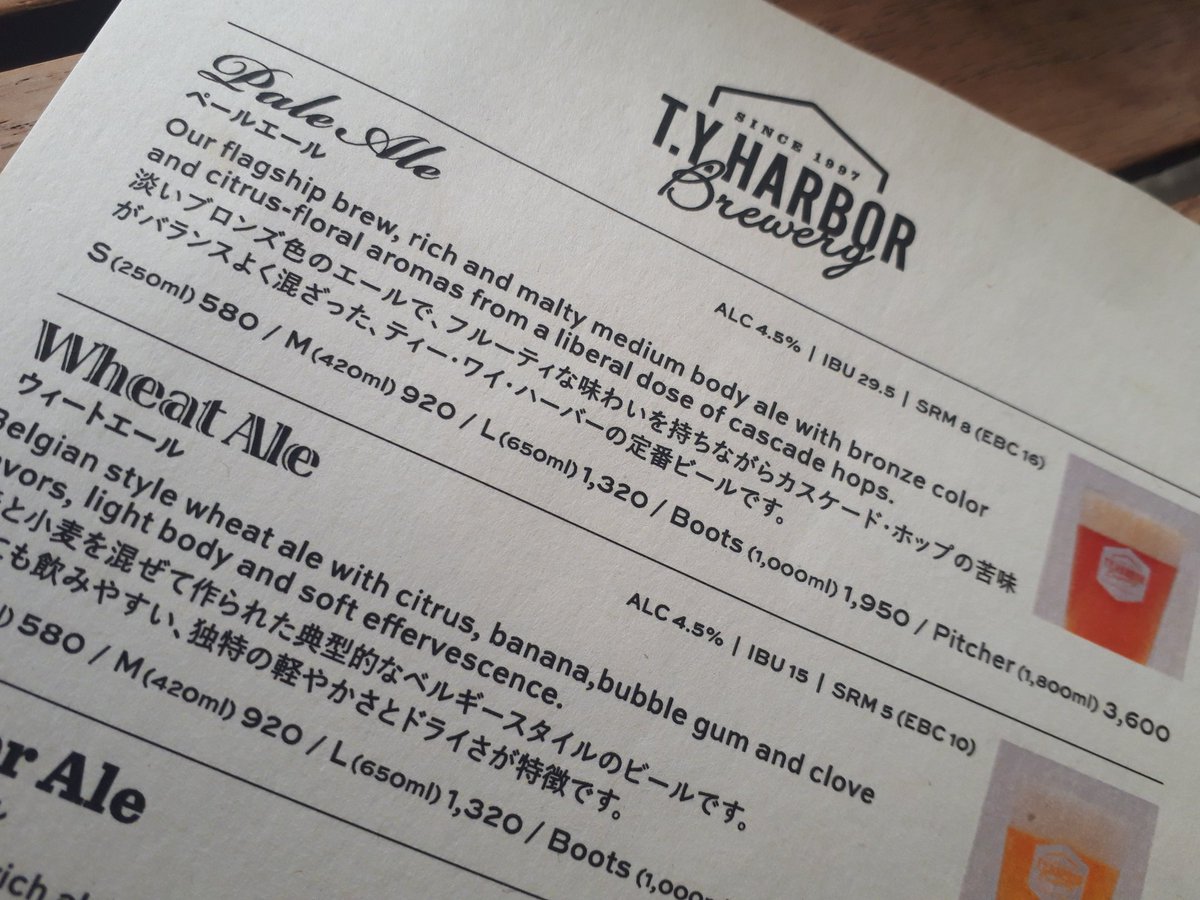 SINCE 1997
T.Y.HARBOR
Brewery
Pale Ale
ペールエール
ALC 4.5% | IBU 29.5 | SRM 8 (EBC 16)
Our flagship brew, rich and malty medium body ale with bronze color
and citrus-floral aromas from a liberal dose of cascade hops.
淡いブロンズ色のエールで、フルーティな味わいを持ちながらカスケード・ホップの苦味
がバランスよく混ざった、ティー・ワイ・ハーバーの定番ビールです。
S (250ml) 580 / M (420ml) 920 / L (650ml) 1,320 / Boots (1,000ml) 1,950 / Pitcher (1,800ml) 3,600
T.Y.HARBOR
Wheat Ale
ウィートエール
ALC 4.5% | IBU 15 | SRM 5 (EBC 10)
Belgian style wheat ale with citrus, banana,bubble gum and clove
avors, light body and soft effervescence.
と小麦を混ぜて作られた典型的なベルギースタイルのビールです。
も飲みやすい、独特の軽やかさとドライさが特徴です。
l) 580 / M (420ml) 920 / L (650ml) 1,320 / Boots (1,000
r Ale
ル
rich